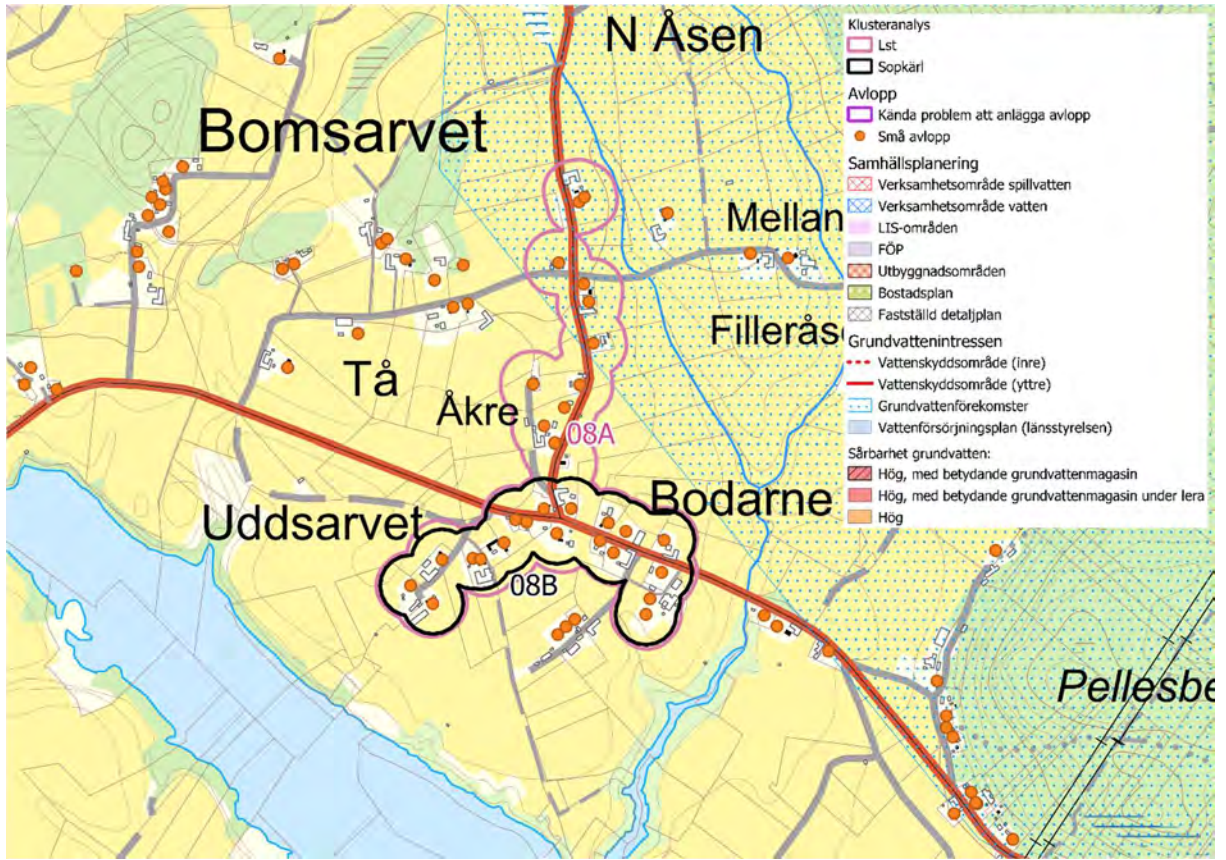 N Åsen
Bomsarvet
Mellan
Filleråse
Tå
Åkre
08A
Uddsarvet
Bodarne
08B
Pellesbe
Klusteranalys
Lst
Sopkärl
Avlopp
Kända problem att anlägga avlopp
Små avlopp
Samhällsplanering
Verksamhetsområde spillvatten
Verksamhetsområde vatten
LIS-områden
FÖP
Utbyggnadsområden
Bostadsplan
Fastställd detaljplan
Grundvattenintressen
Vattenskyddsområde (inre)
Vattenskyddsområde (yttre)
Grundvattenförekomster
Vattenförsörjningsplan (länsstyrelsen)
Sårbarhet grundvatten:
Hög, med betydande grundvattenmagasin
Hög, med betydande grundvattenmagasin under lera
Hög